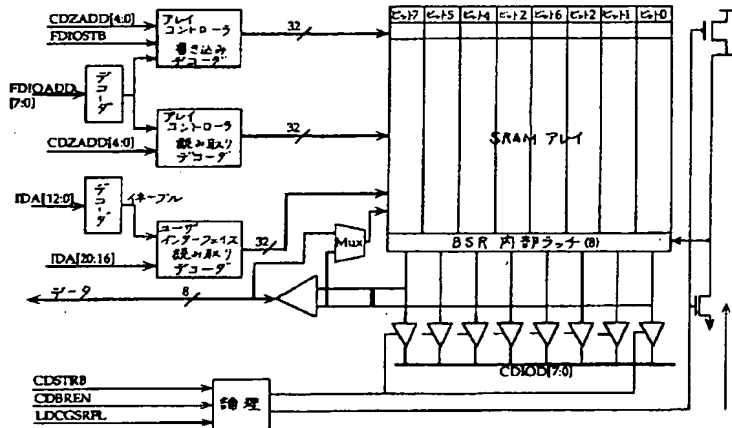 CDZADD[4:0]
FDIOSTB
アレイ
コントローラ
書き込み
デコーダ
32
FDIOADD
[7:0]
デコーダ
アレイ
コントローラ
読み取り
デコーダ
32
CDZADD[4:0]
IDA[12:0]
デコーダ
イネーブル
ユーザ
インターフェイス
読み取り
デコーダ
32
IDA[20:16]
Mux
データ
8
ビット7 ビット5 ビット4 ビット2 ビット6 ビット2 ビット1 ビット0
SRAM アレイ
BSR 内部ラッチ (8)
CDIOD[7:0]
CDSTRB
CDBREN
LDCGSRPL
論理